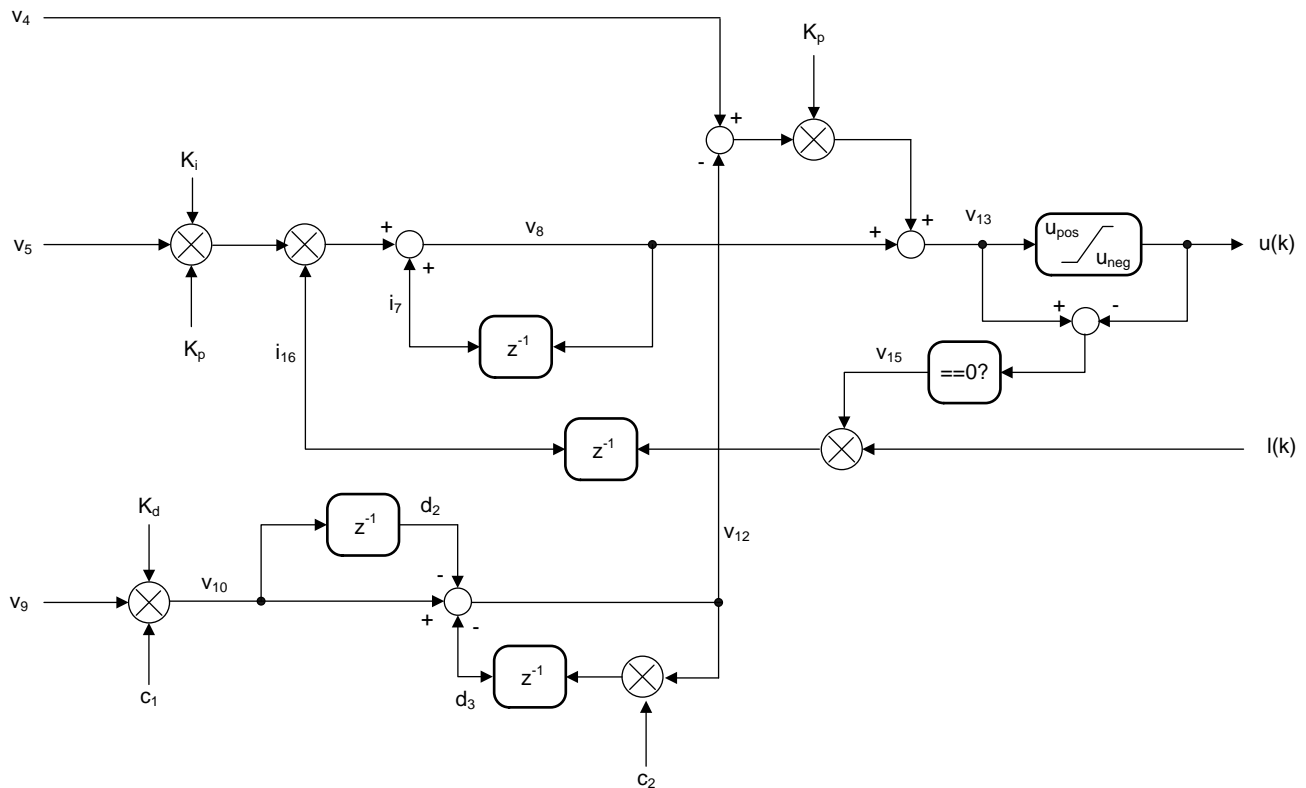 v4
Kp
+
-
Ki
v5
+
v8
+
+
+
v13
upos
uneg
u(k)
i7
z-1
+
-
Kp
i16
v15
==0?
z-1
l(k)
Kd
z-1
d2
v12
v9
v10
-
+
-
z-1
d3
c1
c2